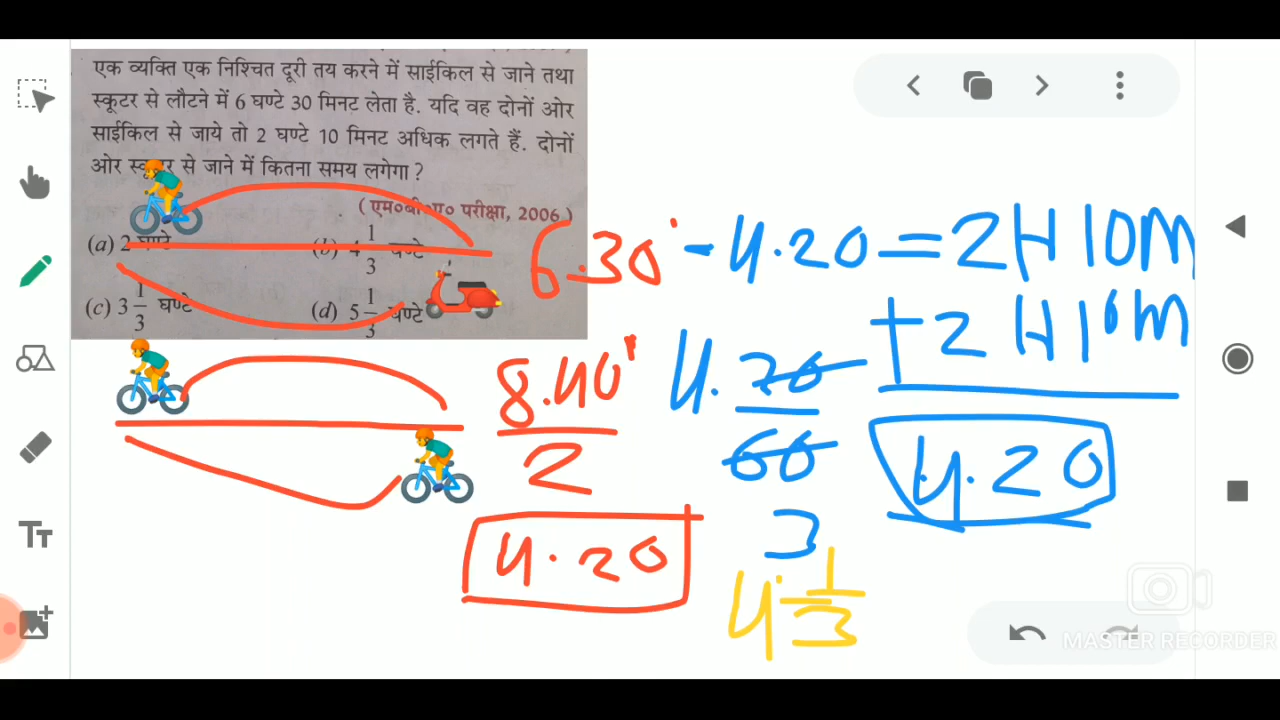 एक व्यक्ति एक निश्चित दूरी तय करने में साईकिल से जाने तथा
स्कूटर से लौटने में 6 घण्टे 30 मिनट लेता है. यदि वह दोनों ओर
साईकिल से जाये तो 2 घण्टे 10 मिनट अधिक लगते हैं. दोनों
ओर स्कूटर से जाने में कितना समय लगेगा ?
( एम०बी०ए० परीक्षा, 2006 )
(a) 2 घण्टे (b) 4 1/3 घण्टे
(c) 3 1/3 घण्टे (d) 5 1/3 घण्टे
6.30 - 4.20 = 2H 10M
+ 2 H 10M
4.20
8.40
2
4.20
4.20
60
3
4 1/3
Tт
MASTER RECORDER